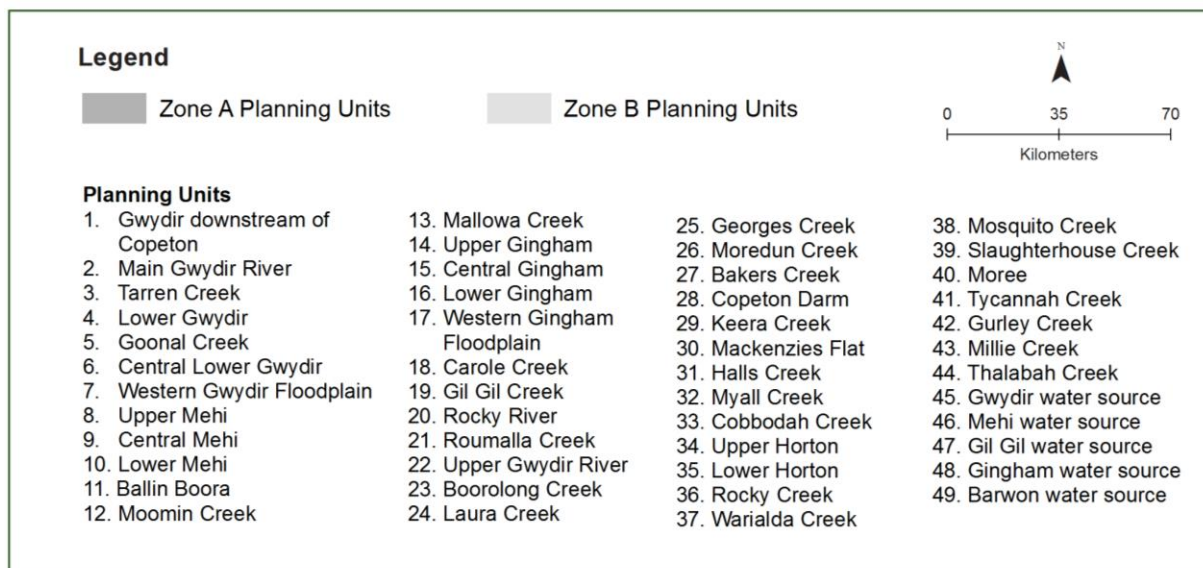 Legend
Zone A Planning Units
Zone B Planning Units
N
0 35 70
Kilometers
Planning Units
1. Gwydir downstream of
Copeton
2. Main Gwydir River
3. Tarren Creek
4. Lower Gwydir
5. Goonal Creek
6. Central Lower Gwydir
7. Western Gwydir Floodplain
8. Upper Mehi
9. Central Mehi
10. Lower Mehi
11. Ballin Boora
12. Moomin Creek
13. Mallowa Creek
14. Upper Gingham
15. Central Gingham
16. Lower Gingham
17. Western Gingham
Floodplain
18. Carole Creek
19. Gil Gil Creek
20. Rocky River
21. Roumalla Creek
22. Upper Gwydir River
23. Boorolong Creek
24. Laura Creek
25. Georges Creek
26. Moredun Creek
27. Bakers Creek
28. Copeton Darm
29. Keera Creek
30. Mackenzies Flat
31. Halls Creek
32. Myall Creek
33. Cobbodah Creek
34. Upper Horton
35. Lower Horton
36. Rocky Creek
37. Warialda Creek
38. Mosquito Creek
39. Slaughterhouse Creek
40. Moree
41. Tycannah Creek
42. Gurley Creek
43. Millie Creek
44. Thalabah Creek
45. Gwydir water source
46. Mehi water source
47. Gil Gil water source
48. Gingham water source
49. Barwon water source